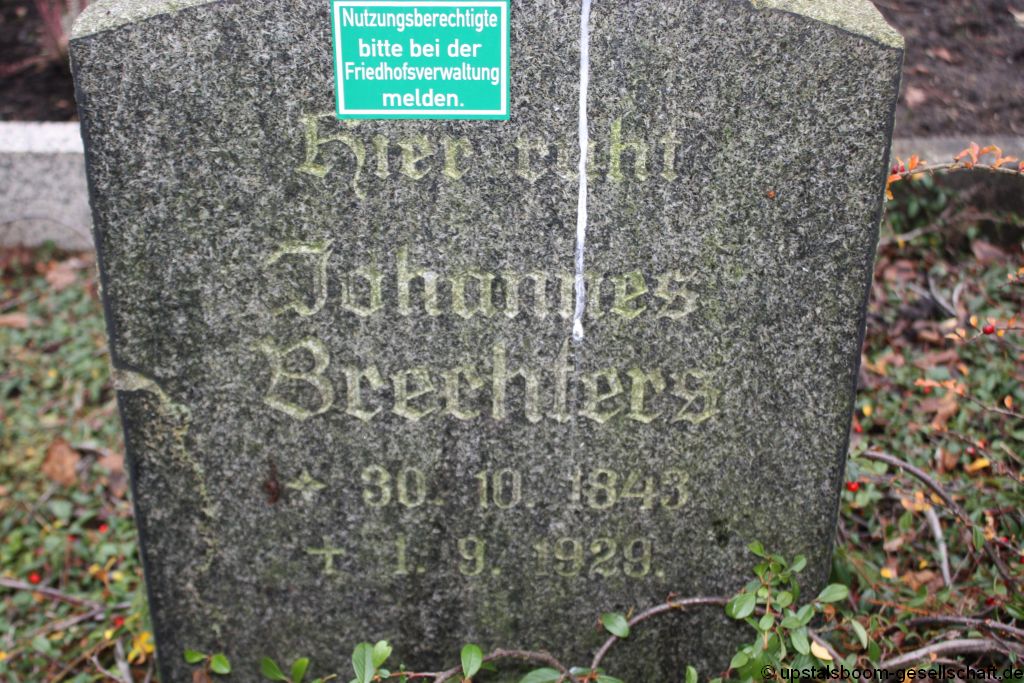 Nutzungsberechtigte
bitte bei der
Friedhofsverwaltung
melden.
Hier ruht
Johannes
Brechters
✶ 30. 10. 1843
† 1. 9. 1929.
© upstalsboom-gesellschaft.de